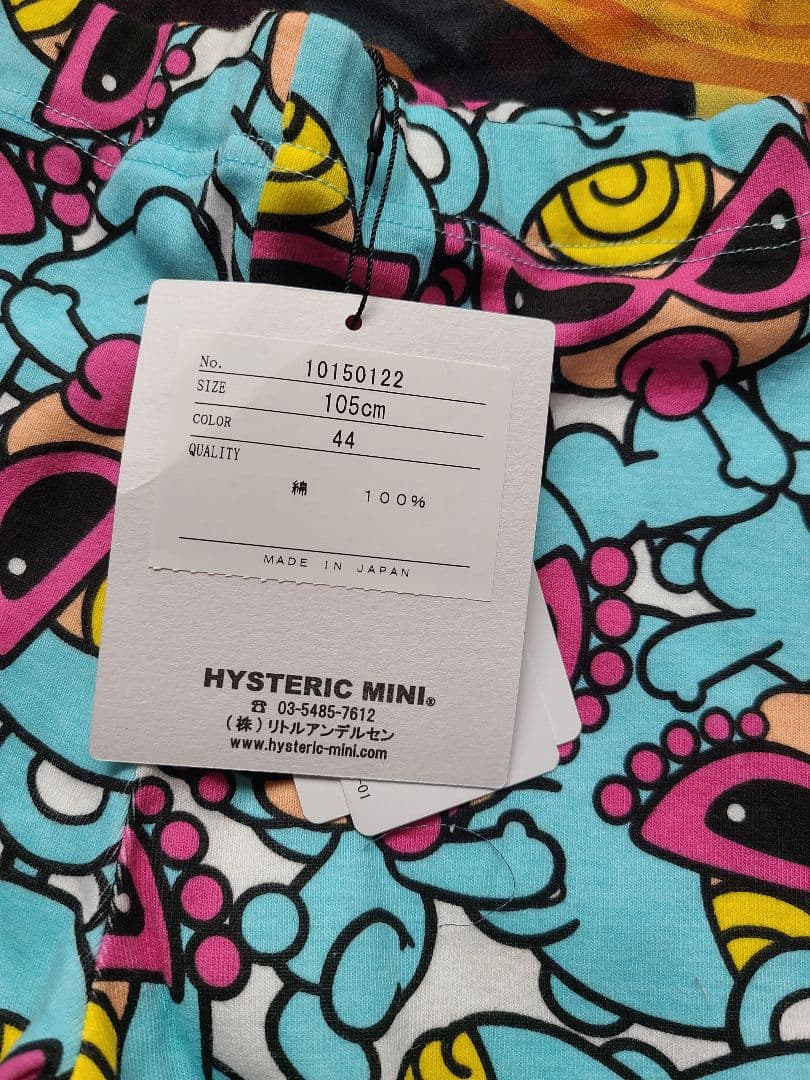 No. 10150122
SIZE 105cm
COLOR 44
QUALITY
綿 100%
MADE IN JAPAN
HYSTERIC MINI®
☎ 03-5485-7612
(株)リトルアンデルセン
www.hysteric-mini.com
-01